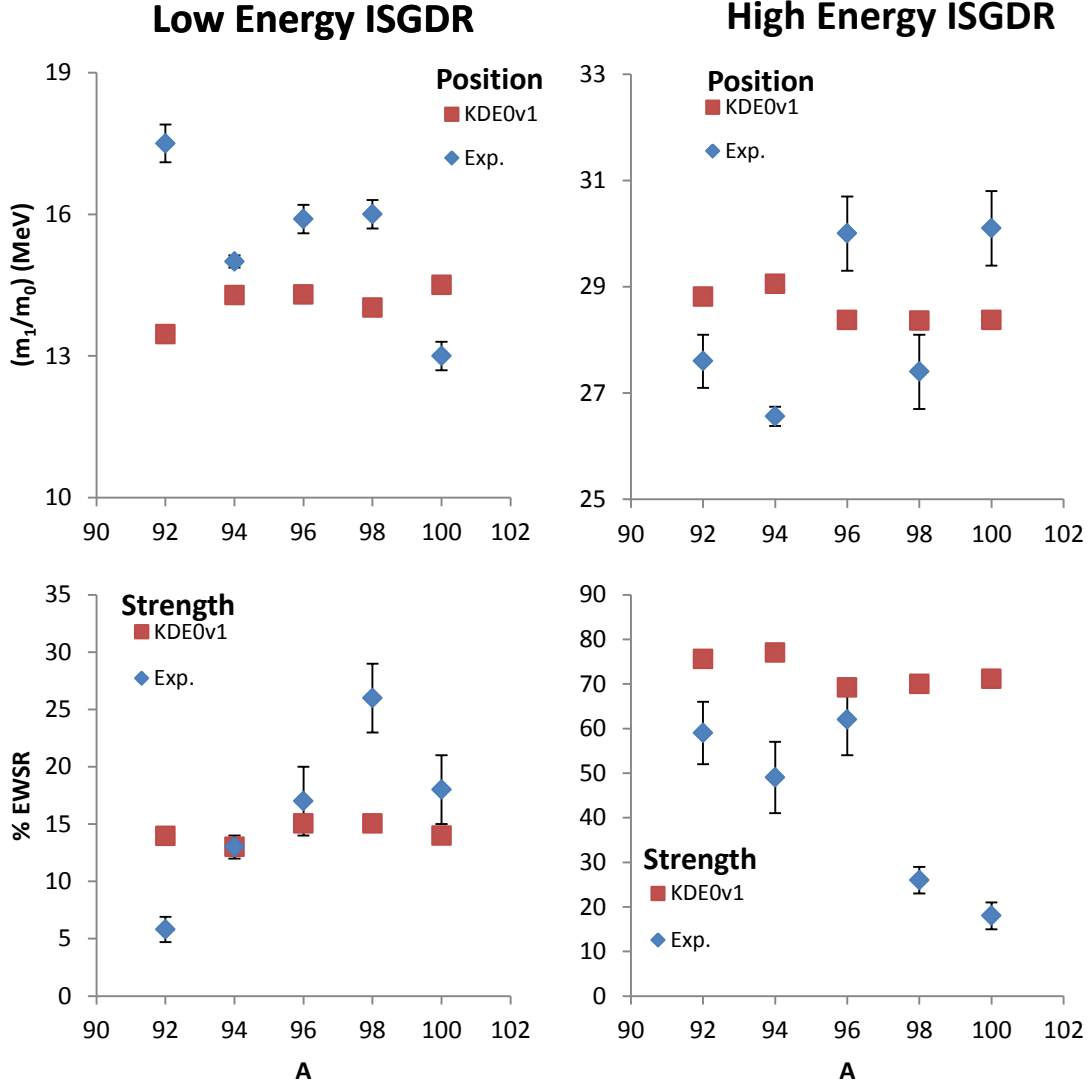 Low Energy ISGDR
High Energy ISGDR
Position
KDE0v1
Exp.
(m1/m0) (MeV)
19
16
13
10
90 92 94 96 98 100 102
Position
KDE0v1
Exp.
33
31
29
27
25
90 92 94 96 98 100 102
Strength
KDE0v1
Exp.
% EWSR
35
30
25
20
15
10
5
0
90 92 94 96 98 100 102
A
Strength
KDE0v1
Exp.
90
80
70
60
50
40
30
20
10
0
90 92 94 96 98 100 102
A